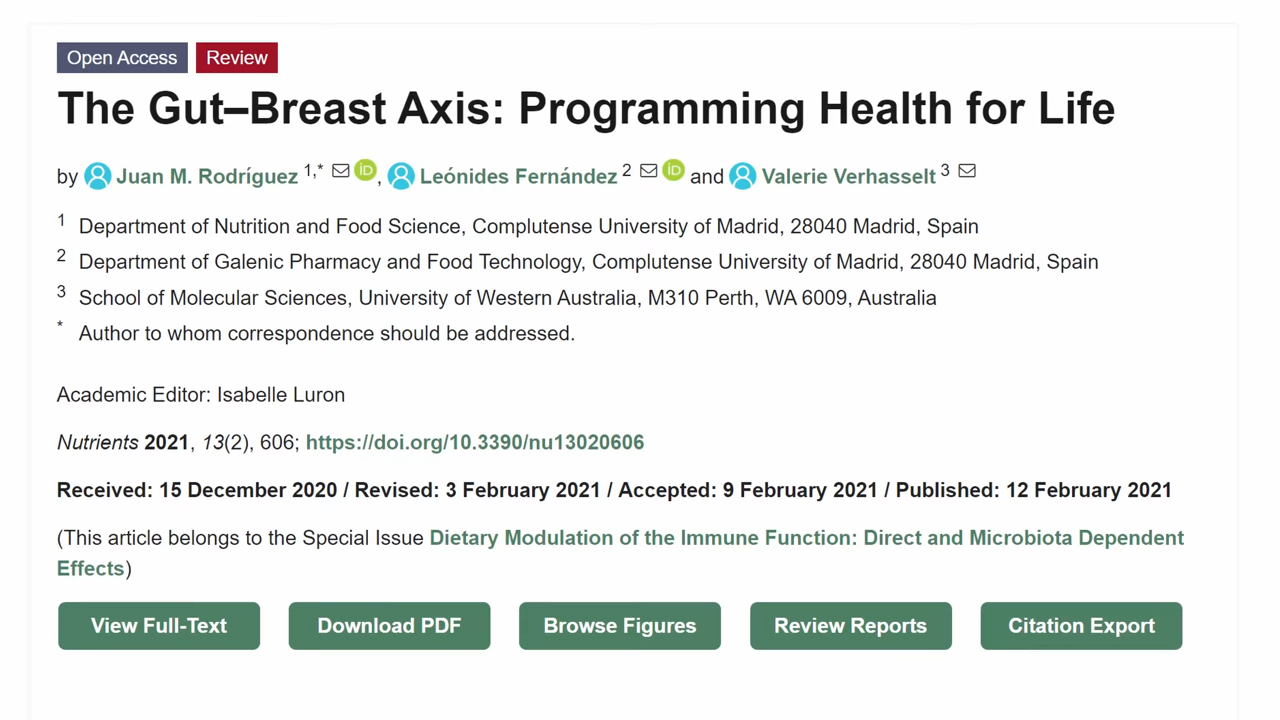 Open Access Review
The Gut–Breast Axis: Programming Health for Life
by Juan M. Rodríguez 1,* iD, Leónides Fernández 2 iD and Valerie Verhasselt 3
1 Department of Nutrition and Food Science, Complutense University of Madrid, 28040 Madrid, Spain
2 Department of Galenic Pharmacy and Food Technology, Complutense University of Madrid, 28040 Madrid, Spain
3 School of Molecular Sciences, University of Western Australia, M310 Perth, WA 6009, Australia
* Author to whom correspondence should be addressed.
Academic Editor: Isabelle Luron
Nutrients 2021, 13(2), 606; https://doi.org/10.3390/nu13020606
Received: 15 December 2020 / Revised: 3 February 2021 / Accepted: 9 February 2021 / Published: 12 February 2021
(This article belongs to the Special Issue Dietary Modulation of the Immune Function: Direct and Microbiota Dependent
Effects)
View Full-Text Download PDF Browse Figures Review Reports Citation Export